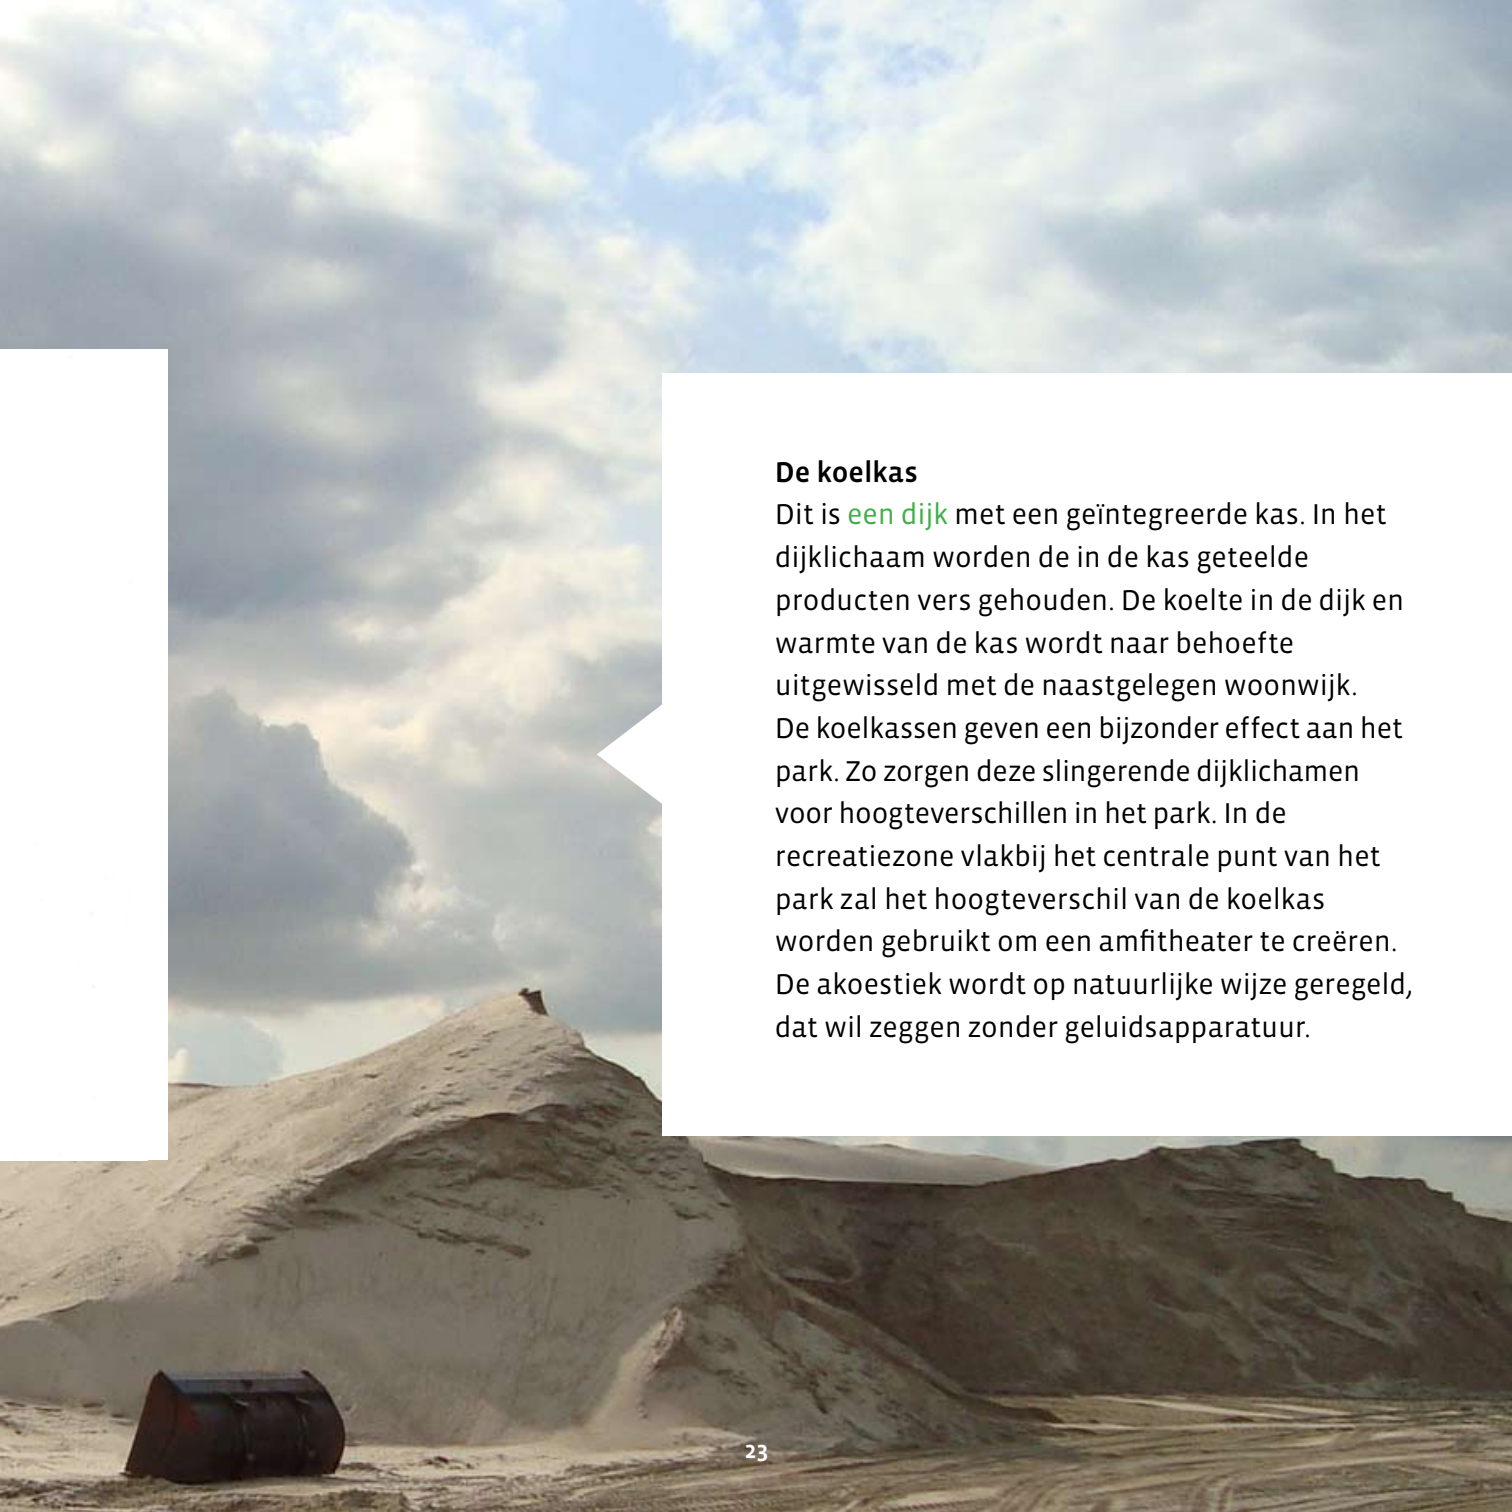 De koelkas
Dit is een dijk met een geïntegreerde kas. In het
dijklichaam worden de in de kas geteelde
producten vers gehouden. De koelte in de dijk en
warmte van de kas wordt naar behoefte
uitgewisseld met de naastgelegen woonwijk.
De koelkassen geven een bijzonder effect aan het
park. Zo zorgen deze slingerende dijklichamen
voor hoogteverschillen in het park. In de
recreatiezone vlakbij het centrale punt van het
park zal het hoogteverschil van de koelkas
worden gebruikt om een amfitheater te creëren.
De akoestiek wordt op natuurlijke wijze geregeld,
dat wil zeggen zonder geluidsapparatuur.
23